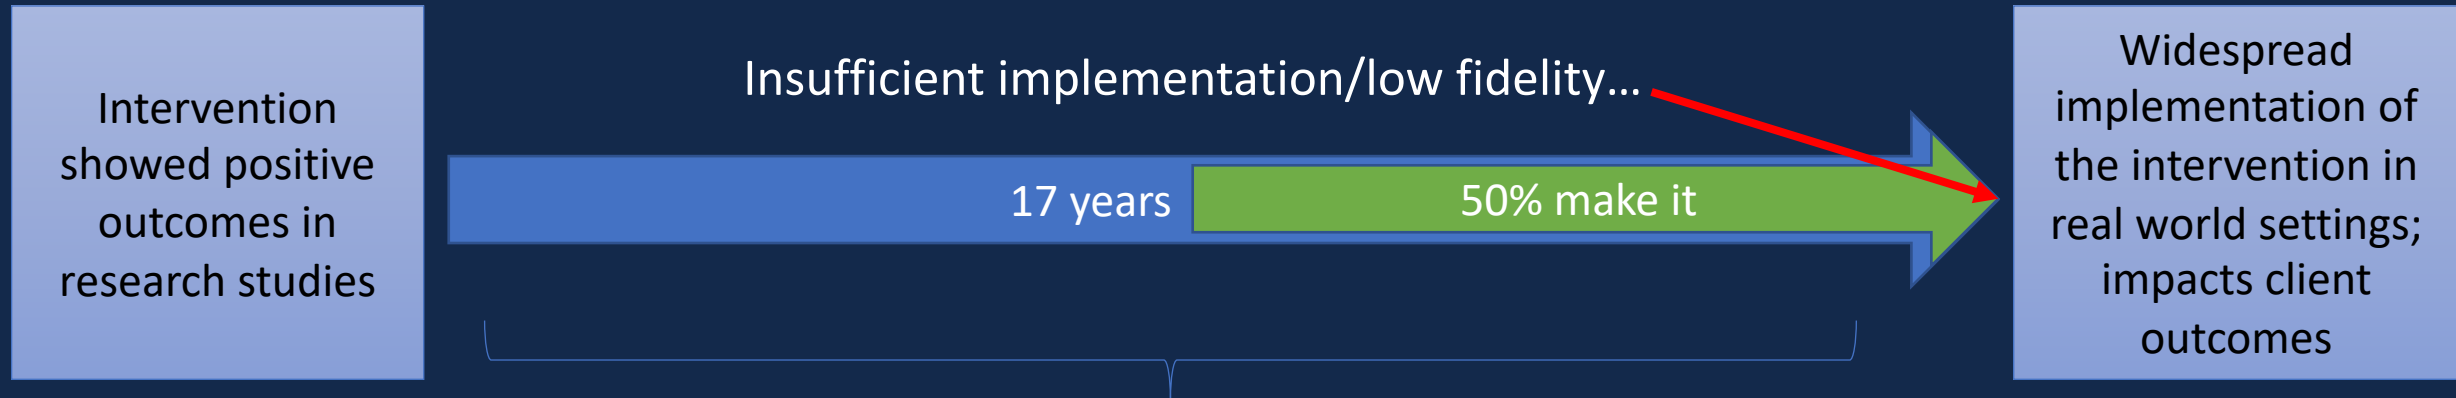 Intervention
showed positive
outcomes in
research studies
Insufficient implementation/low fidelity…
17 years
50% make it
Widespread
implementation of
the intervention in
real world settings;
impacts client
outcomes